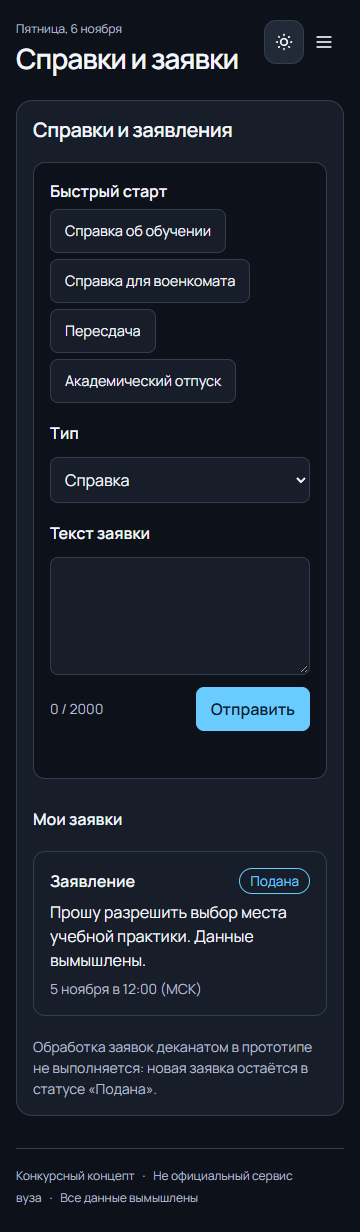 Пятница, 6 ноября
Справки и заявки
Справки и заявления
Быстрый старт
Справка об обучении
Справка для военкомата
Пересдача
Академический отпуск
Тип
Справка
Текст заявки
0 / 2000
Отправить
Мои заявки
Заявление
Подана
Прошу разрешить выбор места
учебной практики. Данные
вымышлены.
5 ноября в 12:00 (МСК)
Обработка заявок деканатом в прототипе
не выполняется: новая заявка остаётся в
статусе «Подана».
Конкурсный концепт · Не официальный сервис
вуза · Все данные вымышлены